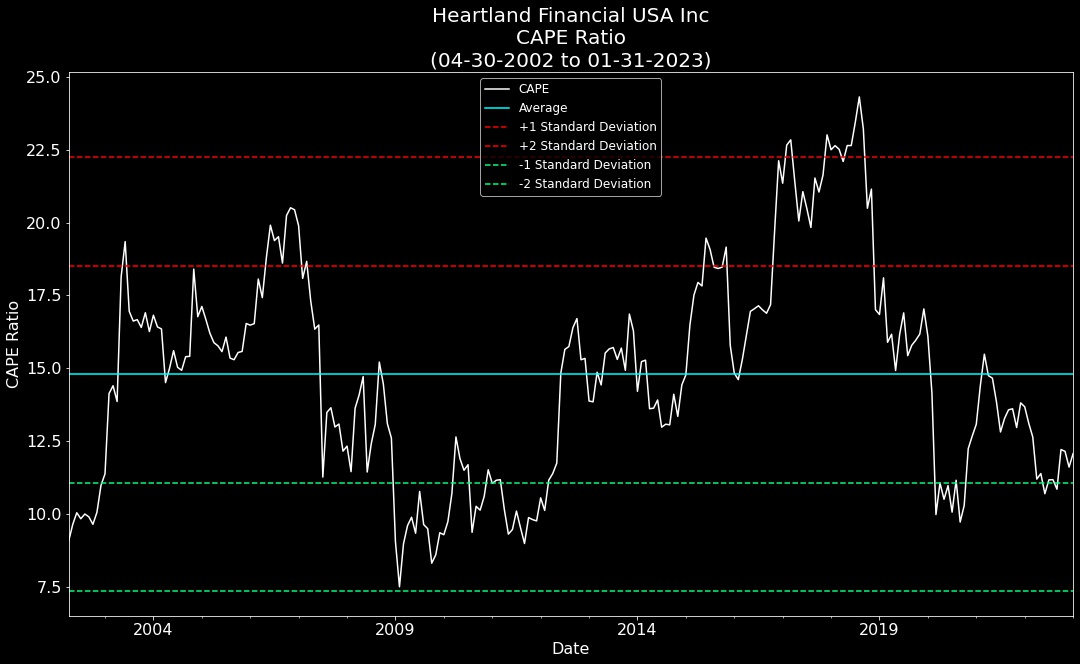 Heartland Financial USA Inc
CAPE Ratio
(04-30-2002 to 01-31-2023)
CAPE
Average
+1 Standard Deviation
+2 Standard Deviation
-1 Standard Deviation
-2 Standard Deviation
CAPE Ratio
25.0
22.5
20.0
17.5
15.0
12.5
10.0
7.5
2004 2009 2014 2019
Date